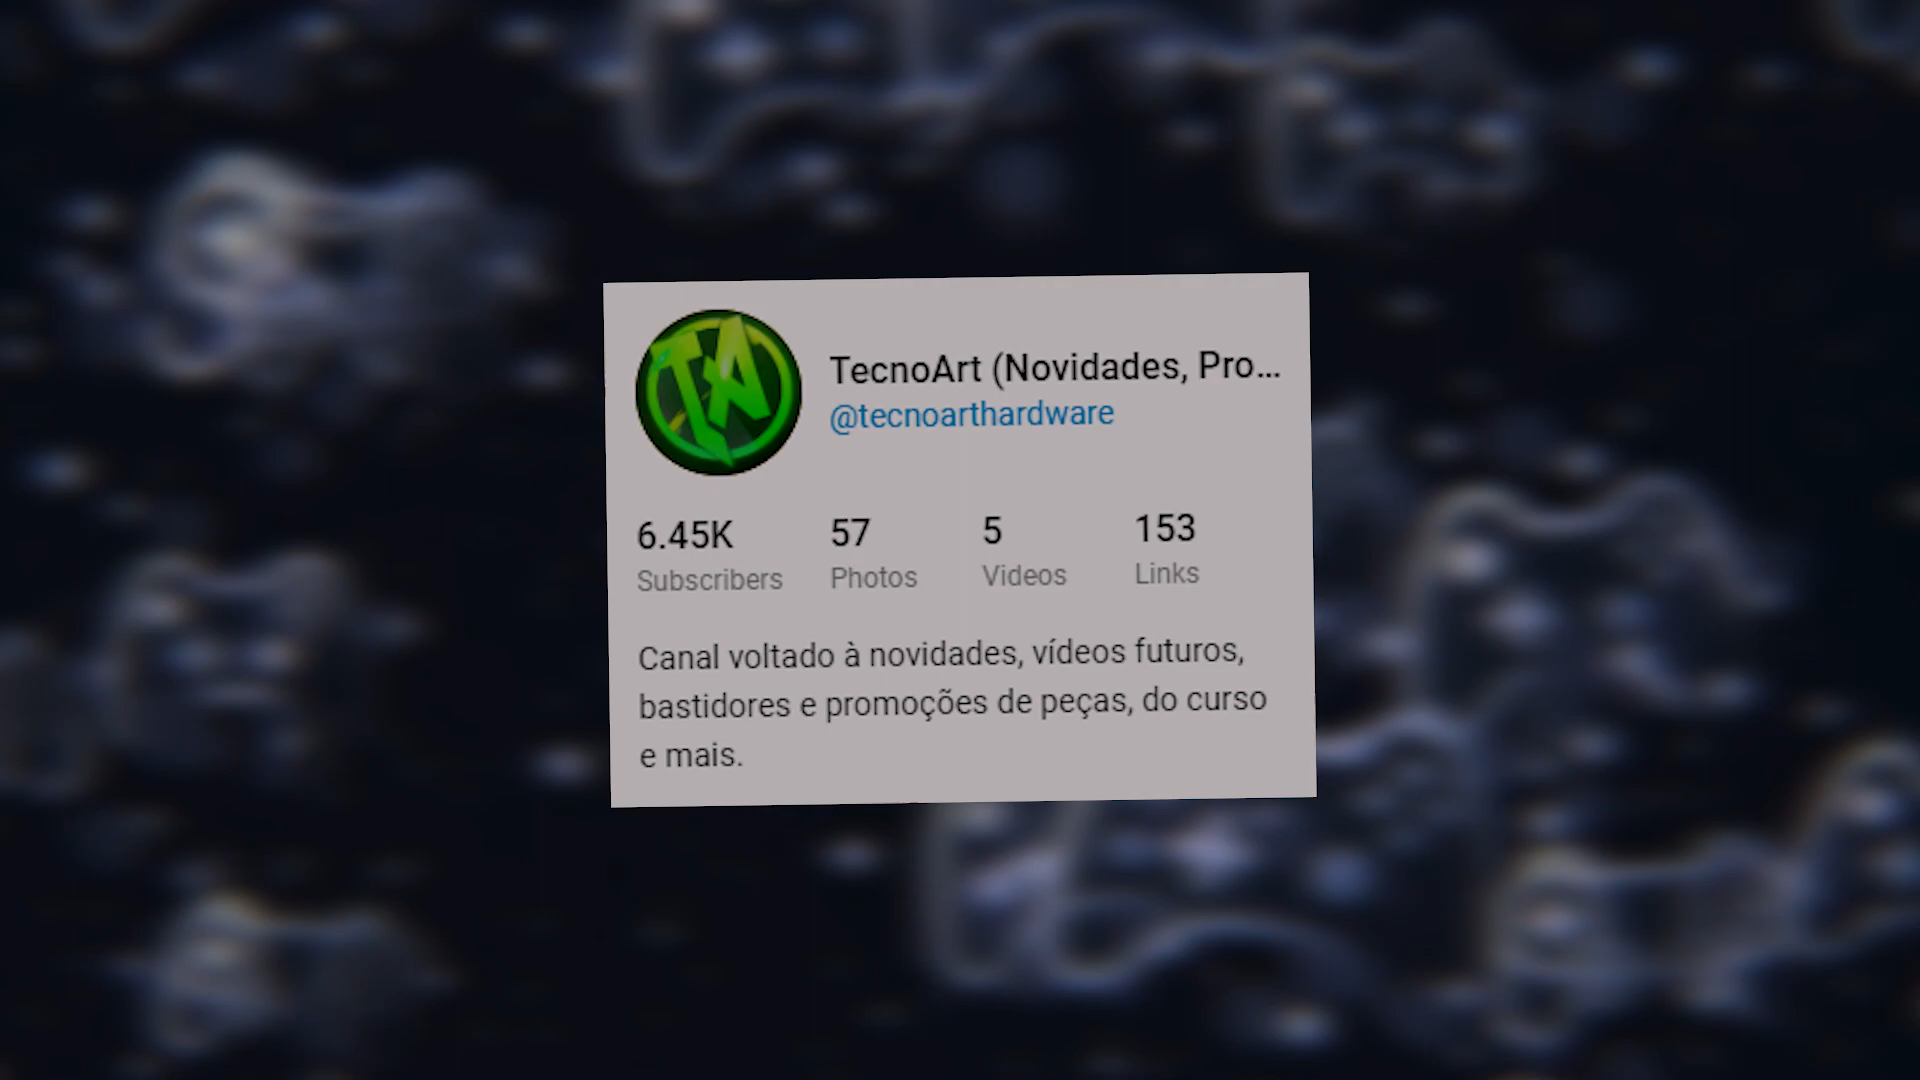 TA
TecnoArt (Novidades, Pro...
@tecnoarthardware
6.45K 57 5 153
Subscribers Photos Videos Links
Canal voltado à novidades, vídeos futuros,
bastidores e promoções de peças, do curso
e mais.